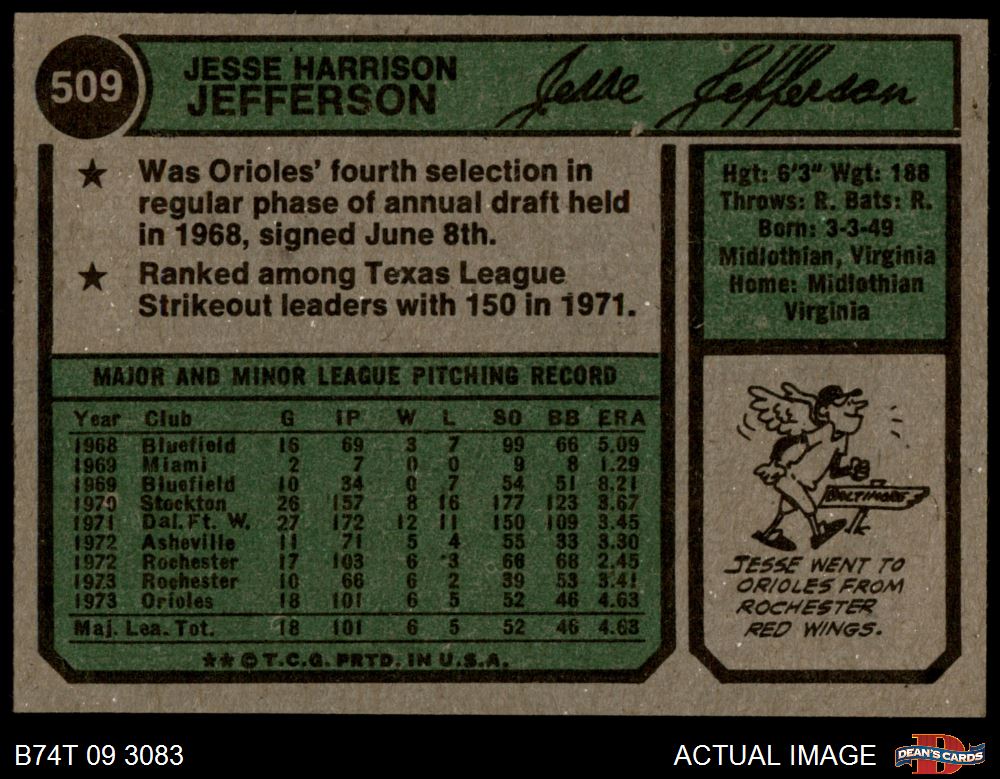 509
JESSE HARRISON
JEFFERSON
Jesse Jefferson
★ Was Orioles' fourth selection in
regular phase of annual draft held
in 1968, signed June 8th.
★ Ranked among Texas League
Strikeout leaders with 150 in 1971.
Hgt: 6'3" Wgt: 188
Throws: R. Bats: R.
Born: 3-3-49
Midlothian, Virginia
Home: Midlothian
Virginia
MAJOR AND MINOR LEAGUE PITCHING RECORD
Year Club G IP W L SO BB ERA
1968 Bluefield 16 69 3 7 99 66 5.09
1969 Miami 2 7 0 0 9 8 1.29
1969 Bluefield 10 34 0 7 54 51 8.21
1970 Stockton 26 157 8 16 177 123 3.67
1971 Dal. Ft. W. 27 172 12 11 150 109 3.45
1972 Asheville 11 71 5 4 55 33 3.30
1972 Rochester 17 103 6 3 66 68 2.45
1973 Rochester 10 66 6 2 39 53 3.41
1973 Orioles 18 101 6 5 52 46 4.63
Maj. Lea. Tot. 18 101 6 5 52 46 4.63
★★ © T.C.G. PRTD. IN U.S.A.
BALTIMORE
JESSE WENT TO
ORIOLES FROM
ROCHESTER
RED WINGS.
B74T 09 3083
ACTUAL IMAGE
D
DEAN'S CARDS